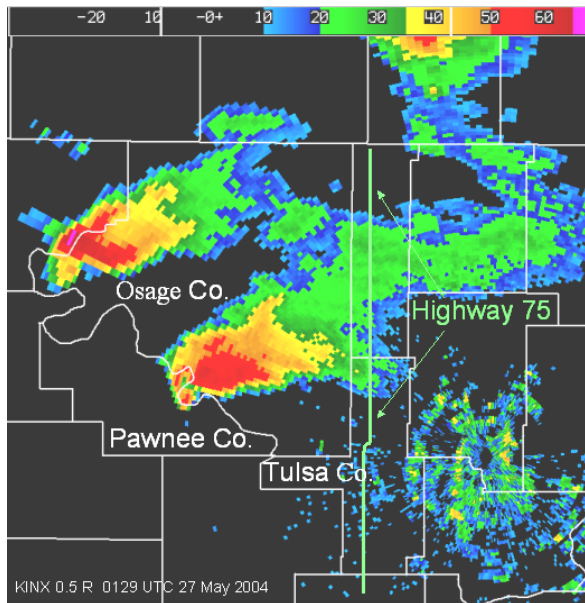 -20 10 -0+ 10 20 30 40 50 60
Osage Co.
Highway 75
Pawnee Co.
Tulsa Co.
KINX 0.5 R 0129 UTC 27 May 2004